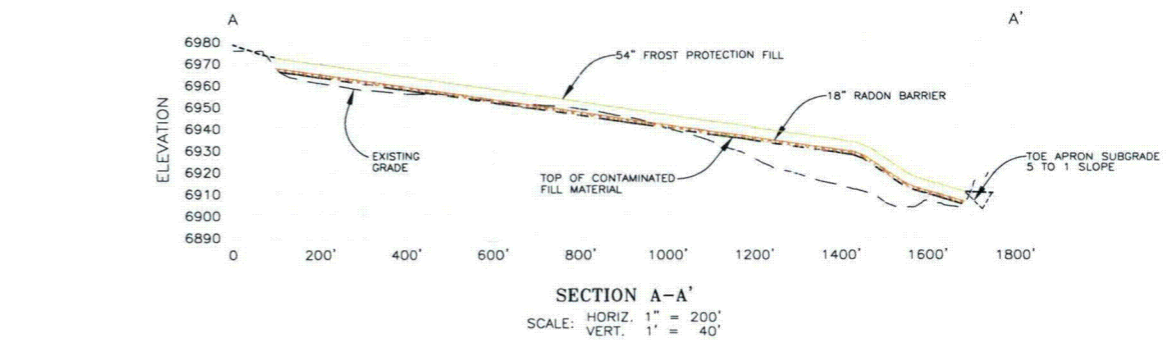 A
A'
6980
54" FROST PROTECTION FILL
6970
6960
18" RADON BARRIER
6950
6940
6930
EXISTING
GRADE
TOE APRON SUBGRADE
5 TO 1 SLOPE
6920
TOP OF CONTAMINATED
FILL MATERIAL
6910
6900
6890
ELEVATION
0 200' 400' 600' 800' 1000' 1200' 1400' 1600' 1800'
SECTION A-A'
SCALE: HORIZ. 1" = 200'
VERT. 1' = 40'